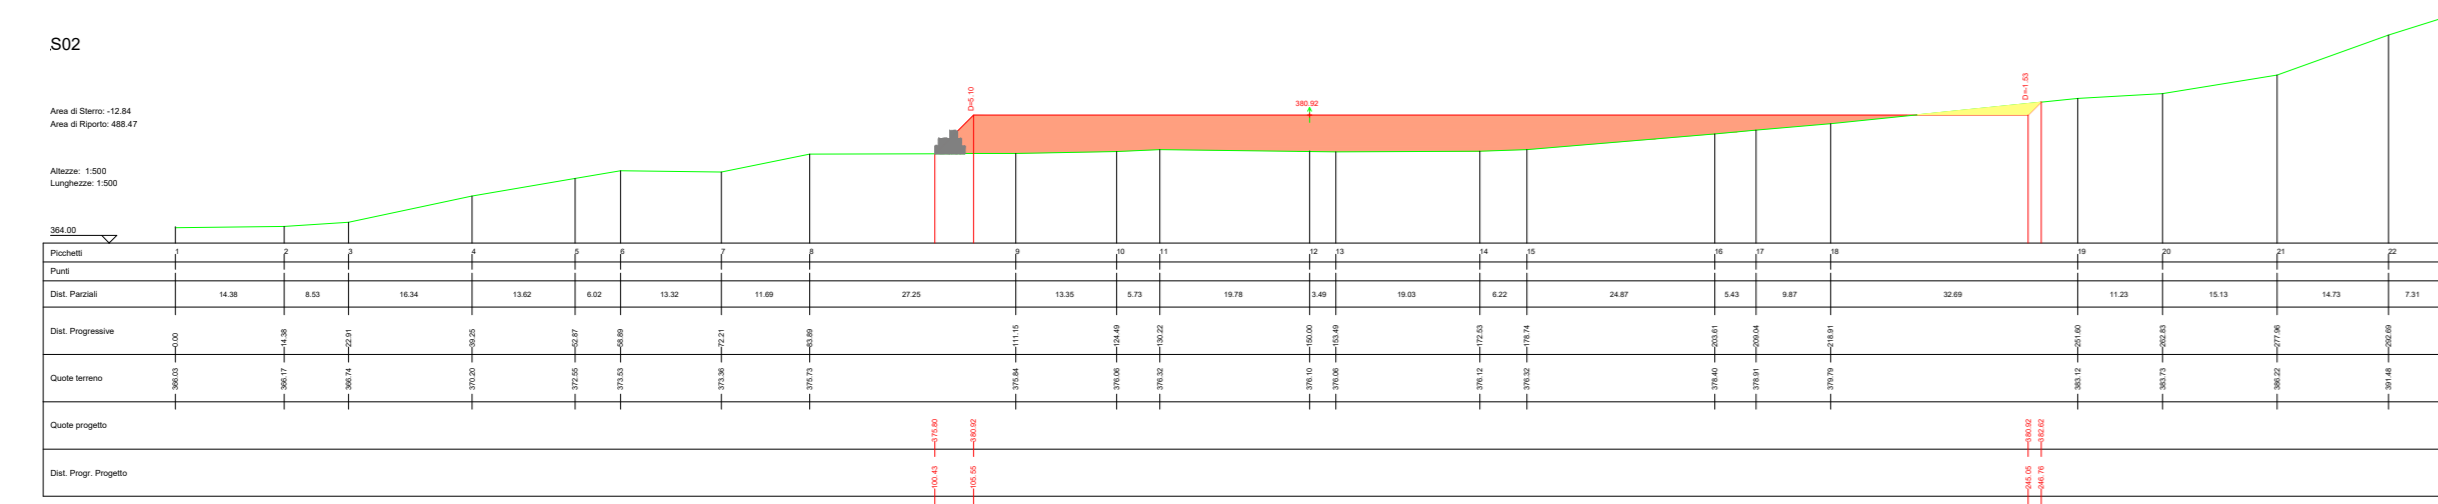 S02
D=5.10
380.92
D=-1.53
Area di Sterro: -12.84
Area di Riporto: 488.47
Altezze: 1:500
Lunghezze: 1:500
364.00
Picchetti 1 2 3 4 5 6 7 8 9 10 11 12 13 14 15 16 17 18 19 20 21 22
Punti
Dist. Parziali 14.38 8.53 16.34 13.62 6.02 13.32 11.69 27.25 13.35 5.73 19.78 3.49 19.03 6.22 24.87 5.43 9.87 32.69 11.23 15.13 14.73 7.31
Dist. Progressive 0.00 14.38 22.91 39.25 52.87 58.89 72.21 83.89 111.15 124.49 130.22 150.00 153.49 172.53 178.74 203.61 209.04 218.91 251.60 262.83 277.96 292.69
Quote terreno 366.03 366.17 366.74 370.20 372.55 373.53 373.36 375.73 375.84 376.06 376.32 376.10 376.06 376.12 376.32 378.40 378.91 379.79 383.12 383.73 386.22 391.48
Quote progetto 375.80 380.92 380.92 382.62
Dist. Progr. Progetto 100.43 105.55 245.05 246.76